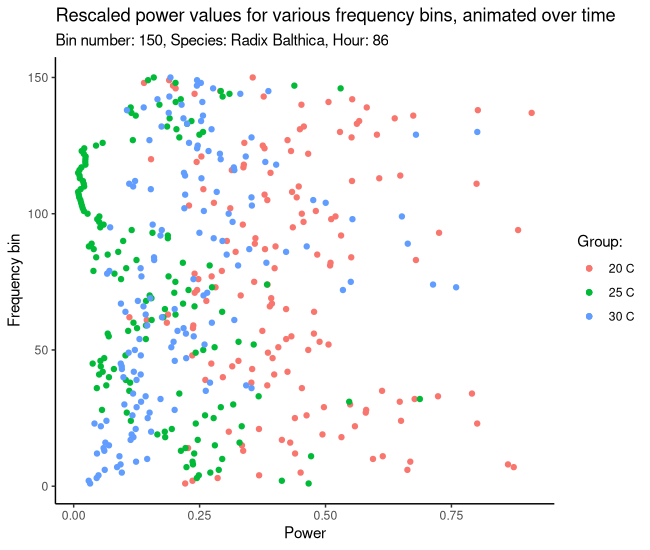 Rescaled power values for various frequency bins, animated over time
Bin number: 150, Species: Radix Balthica, Hour: 86
150
100
50
0
Frequency bin
0.00 0.25 0.50 0.75
Power
Group:
20 C
25 C
30 C